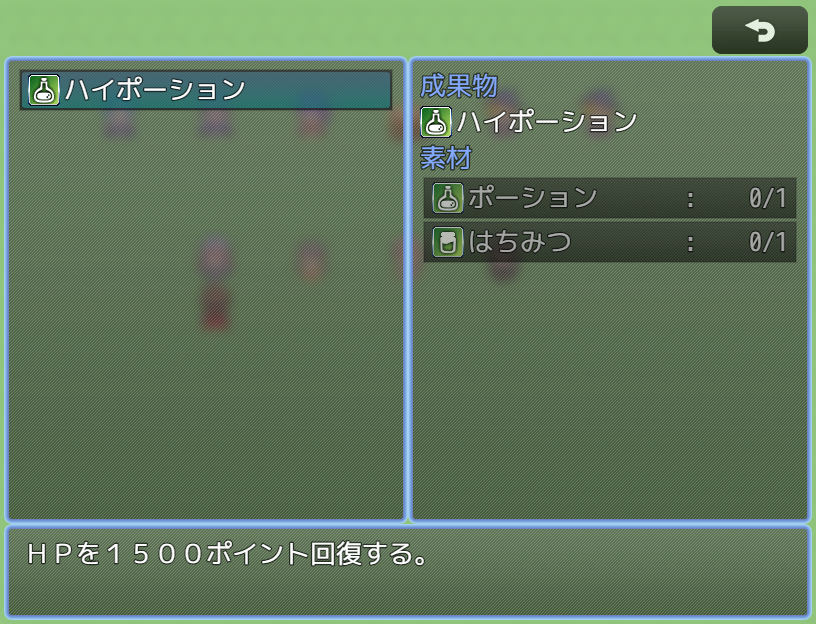 ハイポーション
成果物
ハイポーション
素材
ポーション : 0/1
はちみつ : 0/1
ＨＰを１５００ポイント回復する。